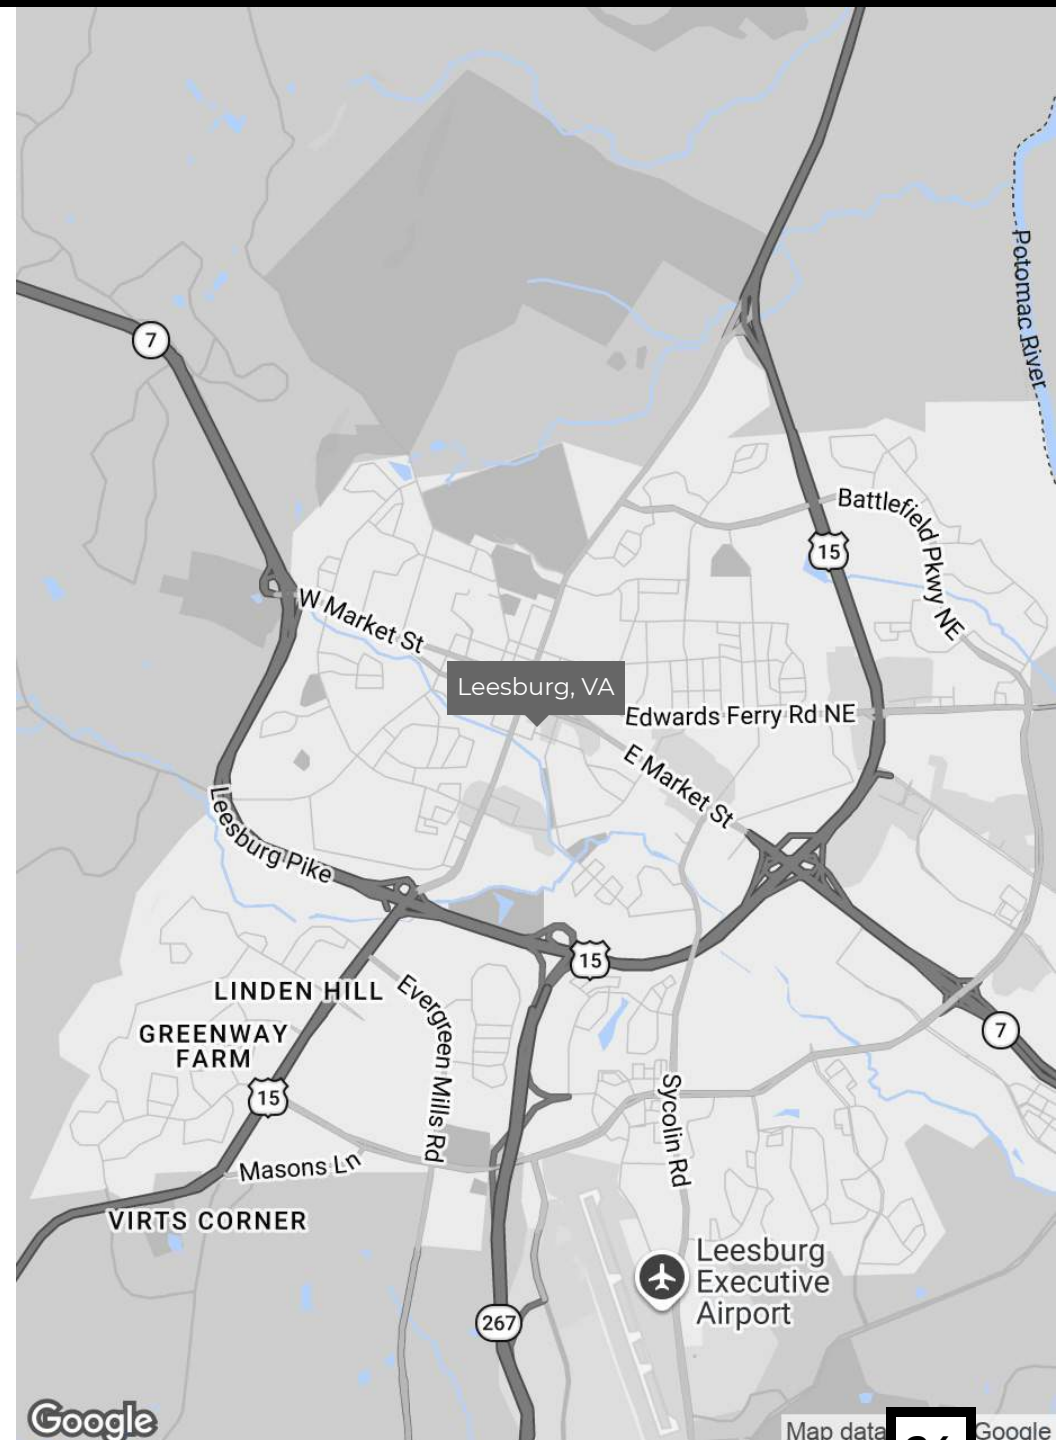 Potomac River
7
Battlefield Pkwy NE
15
W Market St
Leesburg, VA
Edwards Ferry Rd NE
E Market St
Leesburg Pike
15
LINDEN HILL
Evergreen Mills Rd
GREENWAY
FARM
7
15
Sycolin Rd
Masons Ln
VIRTS CORNER
Leesburg
Executive
Airport
267
Google
Map data
Google